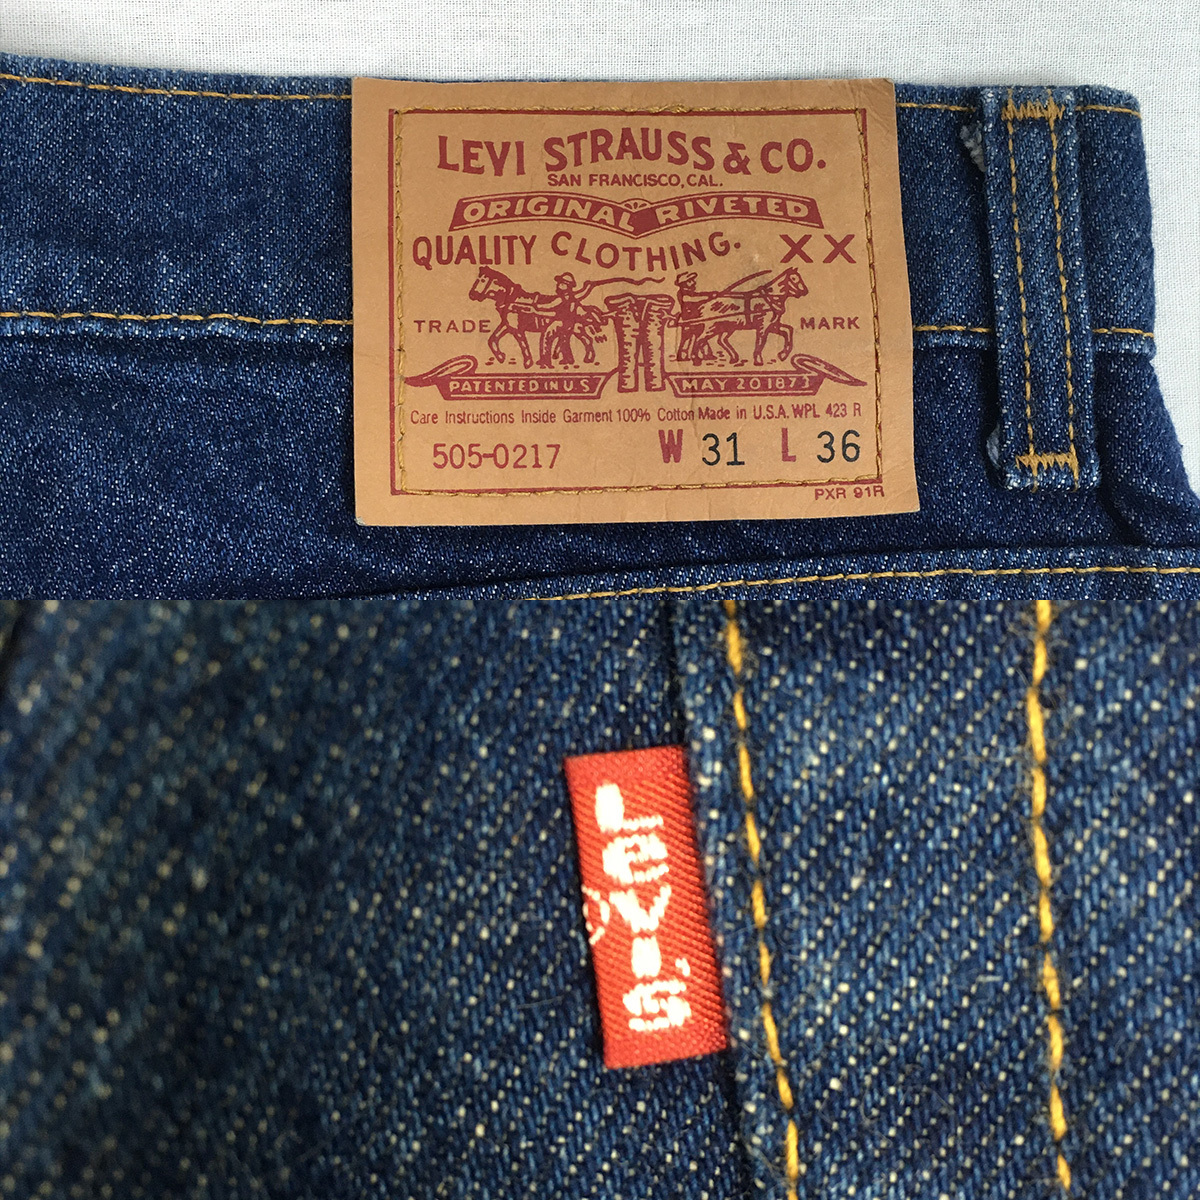 LEVI STRAUSS & CO.
SAN FRANCISCO, CAL.
ORIGINAL RIVETED
QUALITY CLOTHING. XX
TRADE MARK
PATENTED IN U S MAY 20 1873
Care Instructions Inside Garment 100% Cotton Made in U.S.A. WPL 423 R
505-0217 W 31 L 36
PXR 91R
LeVI'S